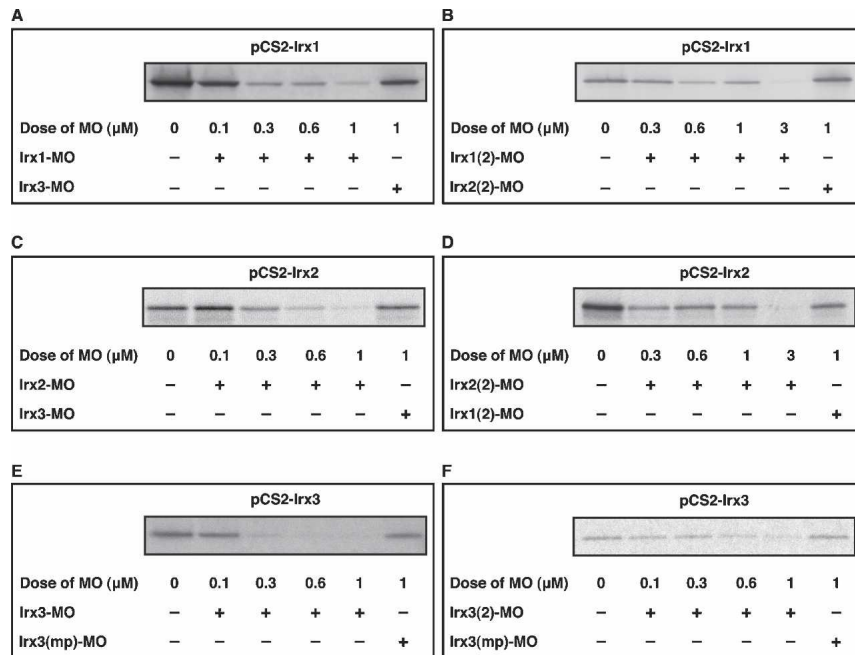 A
pCS2-Irx1
Dose of MO (µM) 0 0.1 0.3 0.6 1 1
Irx1-MO – + + + + –
Irx3-MO – – – – – +
B
pCS2-Irx1
Dose of MO (µM) 0 0.3 0.6 1 3 1
Irx1(2)-MO – + + + + –
Irx2(2)-MO – – – – – +
C
pCS2-Irx2
Dose of MO (µM) 0 0.1 0.3 0.6 1 1
Irx2-MO – + + + + –
Irx3-MO – – – – – +
D
pCS2-Irx2
Dose of MO (µM) 0 0.3 0.6 1 3 1
Irx2(2)-MO – + + + + –
Irx1(2)-MO – – – – – +
E
pCS2-Irx3
Dose of MO (µM) 0 0.1 0.3 0.6 1 1
Irx3-MO – + + + + –
Irx3(mp)-MO – – – – – +
F
pCS2-Irx3
Dose of MO (µM) 0 0.1 0.3 0.6 1 1
Irx3(2)-MO – + + + + –
Irx3(mp)-MO – – – – – +